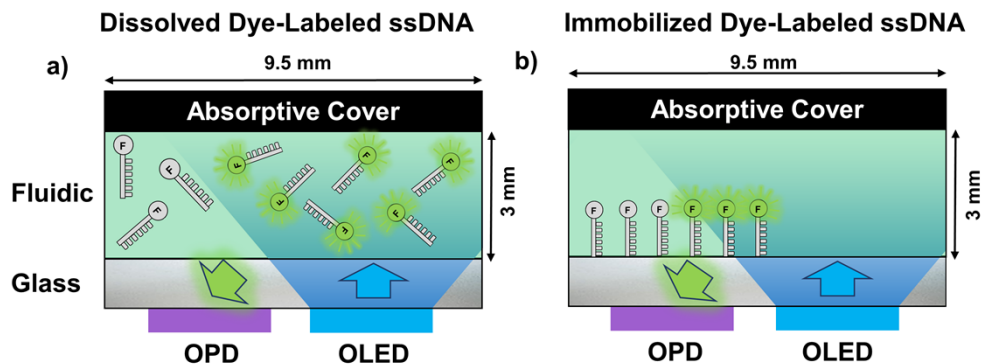 Dissolved Dye-Labeled ssDNA
a)
9.5 mm
Absorptive Cover
Fluidic
F
F
F
F
F
F
F
F
F
3 mm
Glass
OPD
OLED
Immobilized Dye-Labeled ssDNA
b)
9.5 mm
Absorptive Cover
F F F F F F
3 mm
OPD
OLED